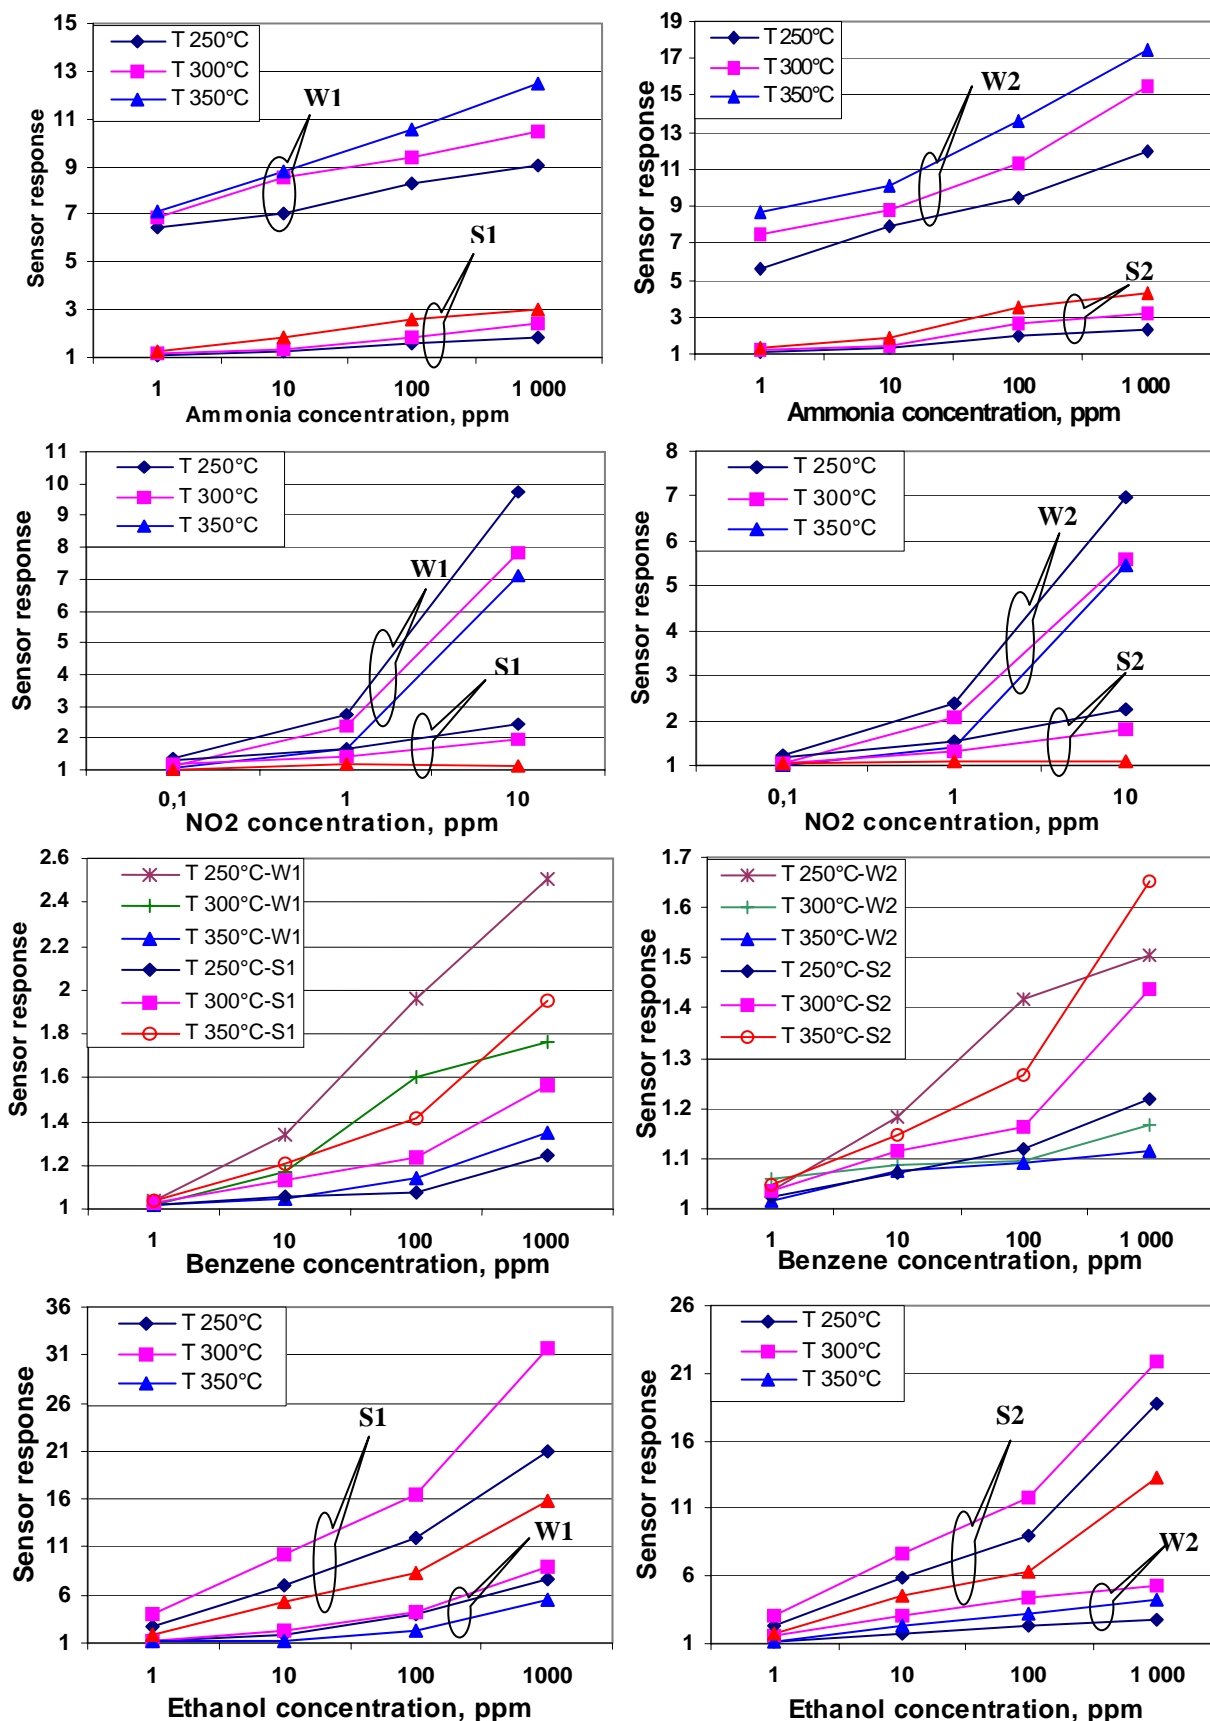 15
13
11
9
7
5
3
1
Sensor response
T 250°C
T 300°C
T 350°C
W1
S1
1 10 100 1 000
Ammonia concentration, ppm
19
17
15
13
11
9
7
5
3
1
Sensor response
T 250°C
T 300°C
T 350°C
W2
S2
1 10 100 1 000
Ammonia concentration, ppm
11
10
9
8
7
6
5
4
3
2
1
Sensor response
T 250°C
T 300°C
T 350°C
W1
S1
0,1 1 10
NO2 concentration, ppm
8
7
6
5
4
3
2
1
Sensor response
T 250°C
T 300°C
T 350°C
W2
S2
0,1 1 10
NO2 concentration, ppm
2.6
2.4
2.2
2
1.8
1.6
1.4
1.2
1
Sensor response
T 250°C-W1
T 300°C-W1
T 350°C-W1
T 250°C-S1
T 300°C-S1
T 350°C-S1
1 10 100 1000
Benzene concentration, ppm
1.7
1.6
1.5
1.4
1.3
1.2
1.1
1
Sensor response
T 250°C-W2
T 300°C-W2
T 350°C-W2
T 250°C-S2
T 300°C-S2
T 350°C-S2
1 10 100 1 000
Benzene concentration, ppm
36
31
26
21
16
11
6
1
Sensor response
T 250°C
T 300°C
T 350°C
S1
W1
1 10 100 1000
Ethanol concentration, ppm
26
21
16
11
6
1
Sensor response
T 250°C
T 300°C
T 350°C
S2
W2
1 10 100 1 000
Ethanol concentration, ppm